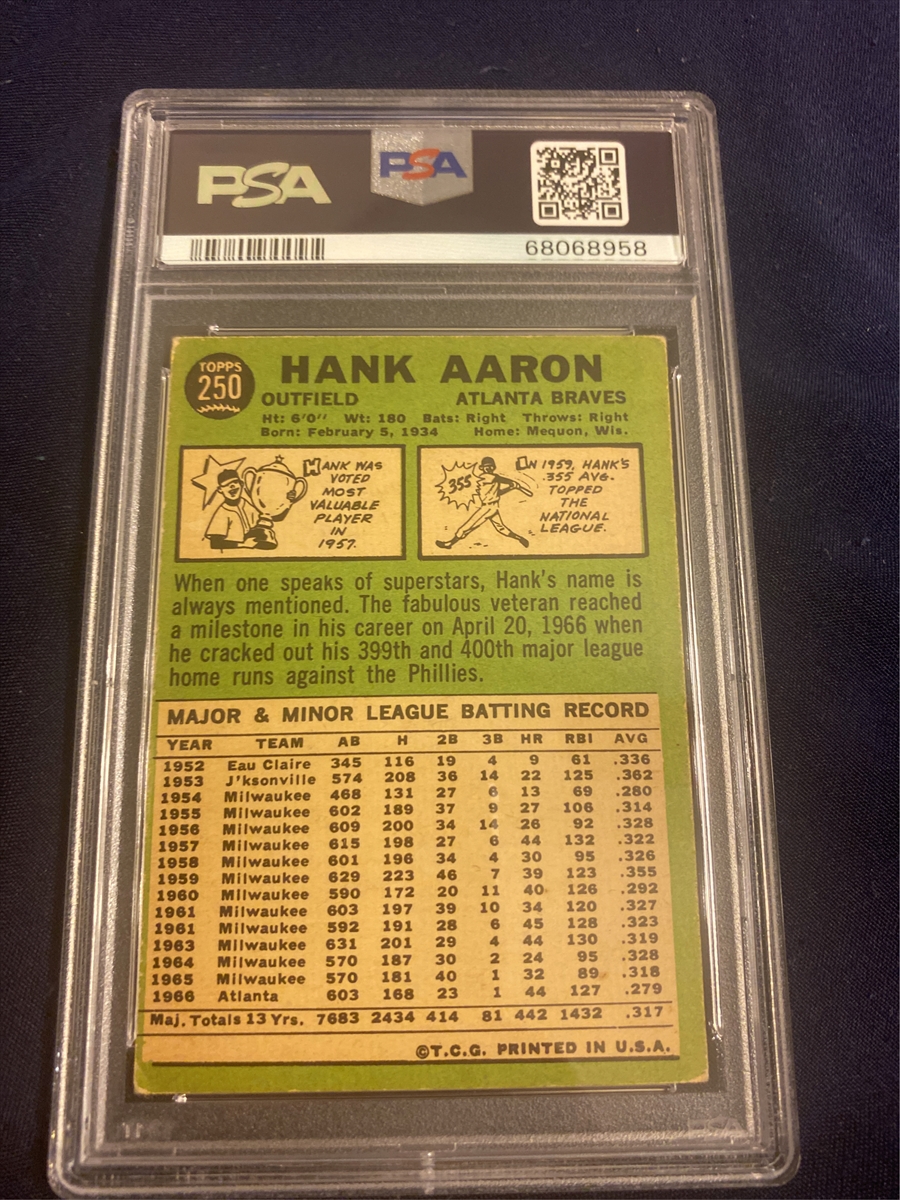 PSA
PSA
68068958
TOPPS
250
HANK AARON
OUTFIELD ATLANTA BRAVES
Ht: 6'0" Wt: 180 Bats: Right Throws: Right
Born: February 5, 1934 Home: Mequon, Wis.
HANK WAS
VOTED
MOST
VALUABLE
PLAYER
IN
1957.
355
IN 1959, HANK'S
.355 AVG.
TOPPED
THE
NATIONAL
LEAGUE.
When one speaks of superstars, Hank's name is
always mentioned. The fabulous veteran reached
a milestone in his career on April 20, 1966 when
he cracked out his 399th and 400th major league
home runs against the Phillies.
MAJOR & MINOR LEAGUE BATTING RECORD
YEAR TEAM AB H 2B 3B HR RBI AVG
1952 Eau Claire 345 116 19 4 9 61 .336
1953 J'ksonville 574 208 36 14 22 125 .362
1954 Milwaukee 468 131 27 6 13 69 .280
1955 Milwaukee 602 189 37 9 27 106 .314
1956 Milwaukee 609 200 34 14 26 92 .328
1957 Milwaukee 615 198 27 6 44 132 .322
1958 Milwaukee 601 196 34 4 30 95 .326
1959 Milwaukee 629 223 46 7 39 123 .355
1960 Milwaukee 590 172 20 11 40 126 .292
1961 Milwaukee 603 197 39 10 34 120 .327
1961 Milwaukee 592 191 28 6 45 128 .323
1963 Milwaukee 631 201 29 4 44 130 .319
1964 Milwaukee 570 187 30 2 24 95 .328
1965 Milwaukee 570 181 40 1 32 89 .318
1966 Atlanta 603 168 23 1 44 127 .279
Maj. Totals 13 Yrs. 7683 2434 414 81 442 1432 .317
©T.C.G. PRINTED IN U.S.A.
PSA